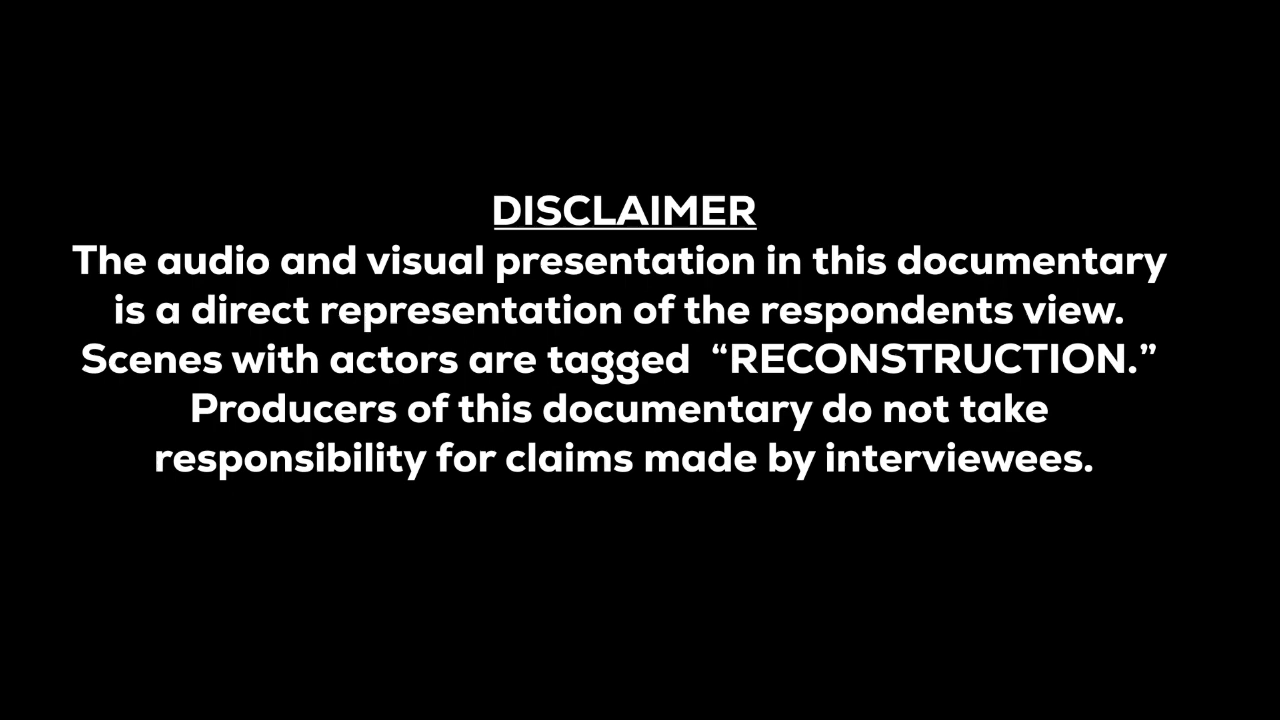 DISCLAIMER
The audio and visual presentation in this documentary
is a direct representation of the respondents view.
Scenes with actors are tagged “RECONSTRUCTION.”
Producers of this documentary do not take
responsibility for claims made by interviewees.